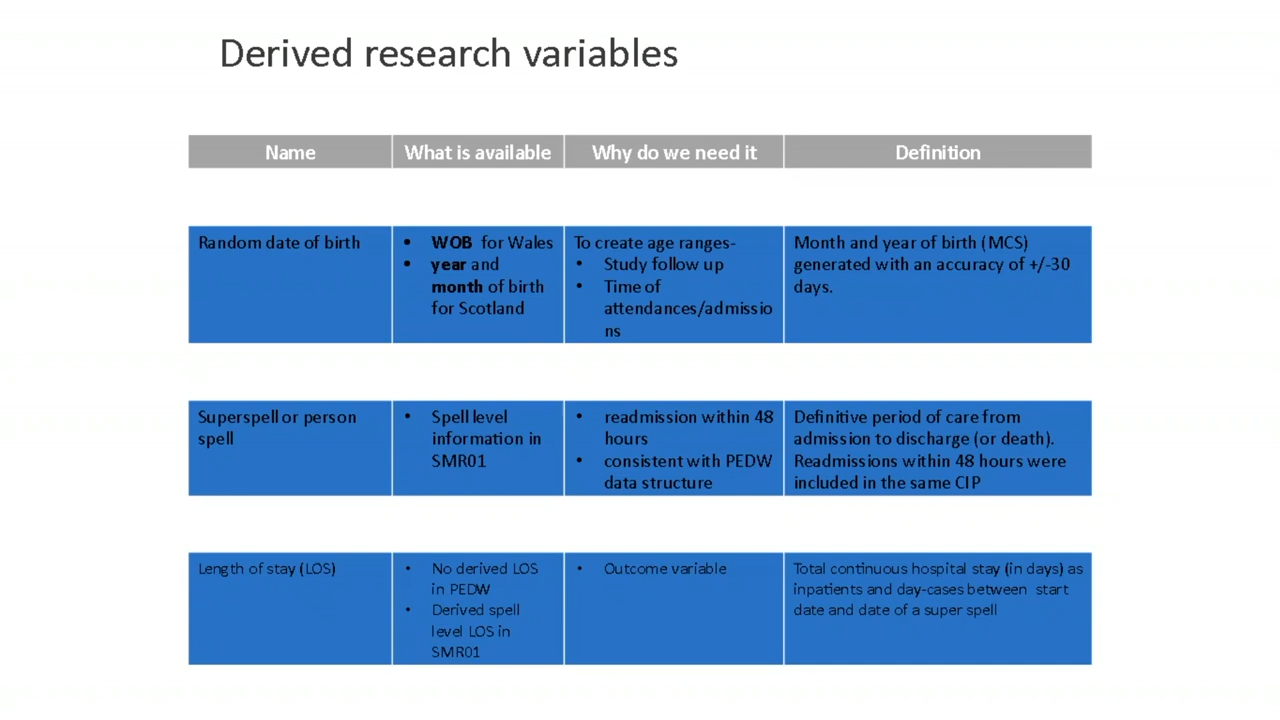 Derived research variables
Name
What is available
Why do we need it
Definition
Random date of birth
• WOB for Wales
• year and
month of birth
for Scotland
To create age ranges-
• Study follow up
• Time of
attendances/admissio
ns
Month and year of birth (MCS)
generated with an accuracy of +/-30
days.
Superspell or person
spell
• Spell level
information in
SMR01
• readmission within 48
hours
• consistent with PEDW
data structure
Definitive period of care from
admission to discharge (or death).
Readmissions within 48 hours were
included in the same CIP
Length of stay (LOS)
• No derived LOS
in PEDW
• Derived spell
level LOS in
SMR01
• Outcome variable
Total continuous hospital stay (in days) as
inpatients and day-cases between start
date and date of a super spell